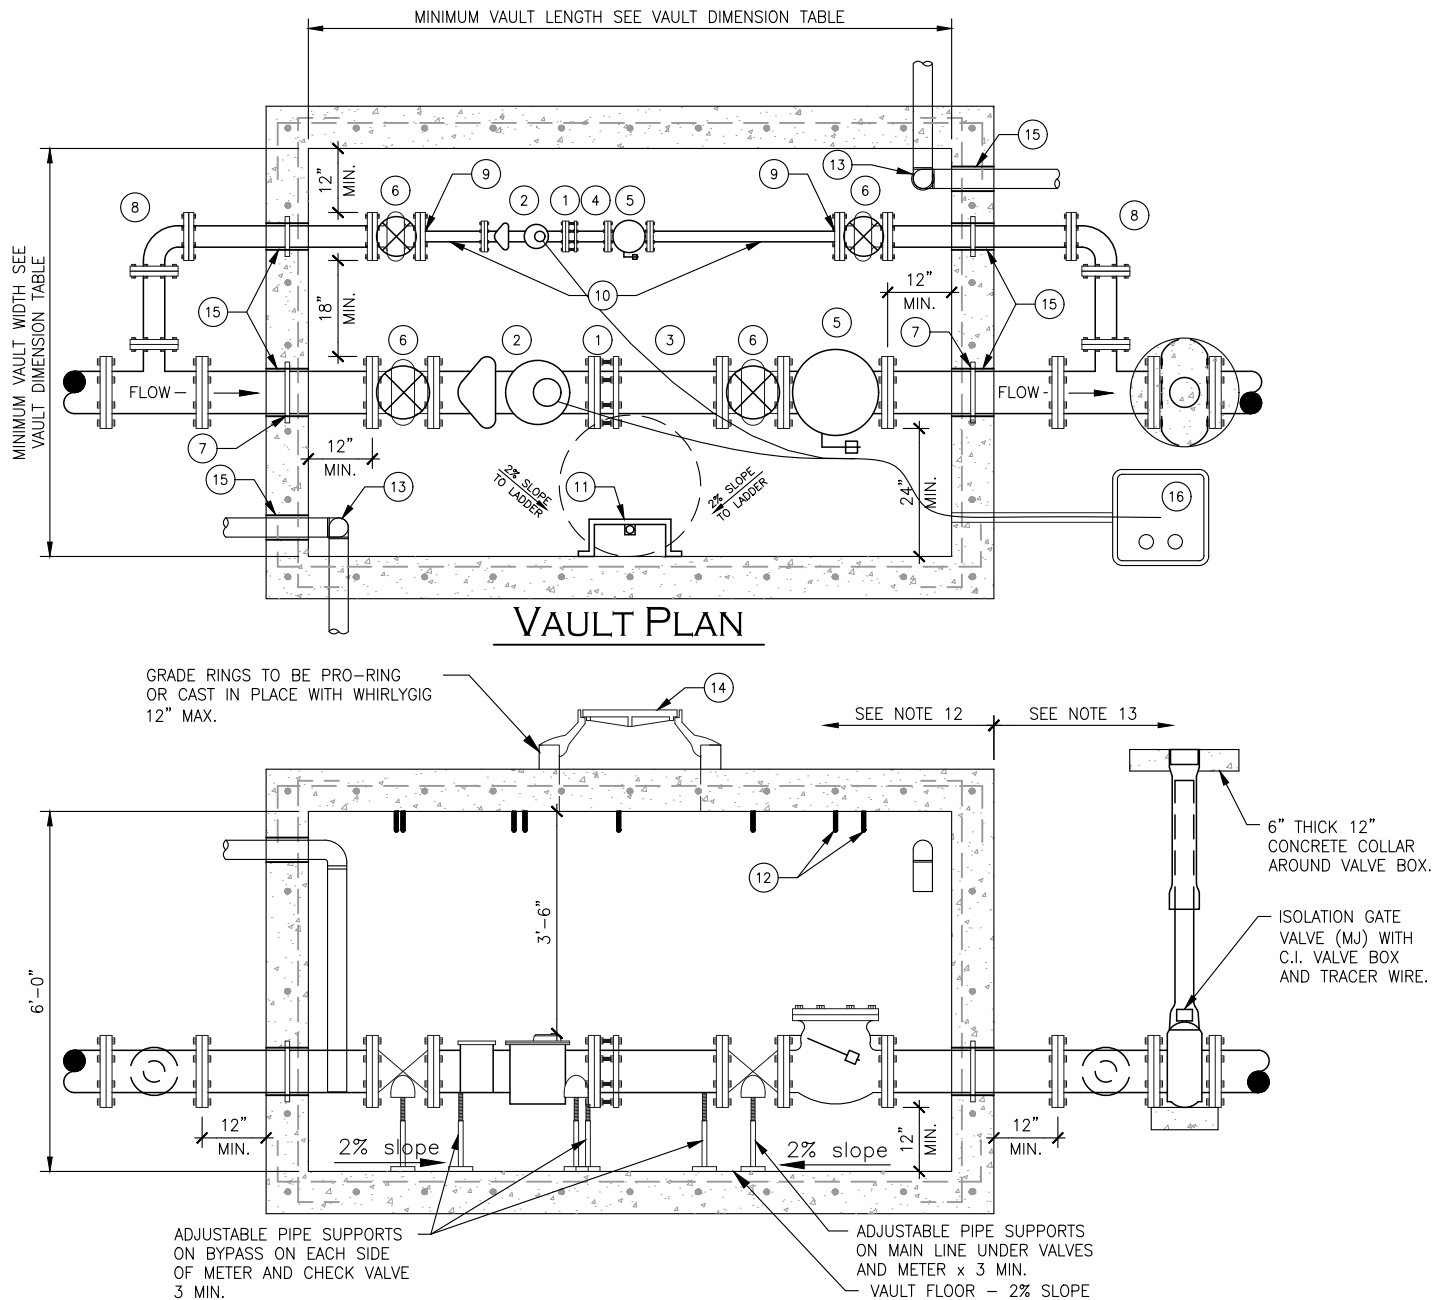 MINIMUM VAULT LENGTH SEE VAULT DIMENSION TABLE
MINIMUM VAULT WIDTH SEE
VAULT DIMENSION TABLE
15
13
12"
MIN.
6
9
2
1
4
5
9
6
8
8
18"
MIN.
10
12"
MIN.
15
15
7
6
2
1
3
6
5
FLOW
FLOW
7
12"
MIN.
15
13
2% SLOPE
TO LADDER
11
2% SLOPE
TO LADDER
24"
MIN.
16
VAULT PLAN
GRADE RINGS TO BE PRO-RING
OR CAST IN PLACE WITH WHIRLYGIG
12" MAX.
14
SEE NOTE 12
SEE NOTE 13
6" THICK 12"
CONCRETE COLLAR
AROUND VALVE BOX.
12
3'-6"
6'-0"
ISOLATION GATE
VALVE (MJ) WITH
C.I. VALVE BOX
AND TRACER WIRE.
12"
MIN.
2% slope
2% slope
12"
MIN.
12"
MIN.
ADJUSTABLE PIPE SUPPORTS
ON BYPASS ON EACH SIDE
OF METER AND CHECK VALVE
3 MIN.
ADJUSTABLE PIPE SUPPORTS
ON MAIN LINE UNDER VALVES
AND METER x 3 MIN.
VAULT FLOOR - 2% SLOPE